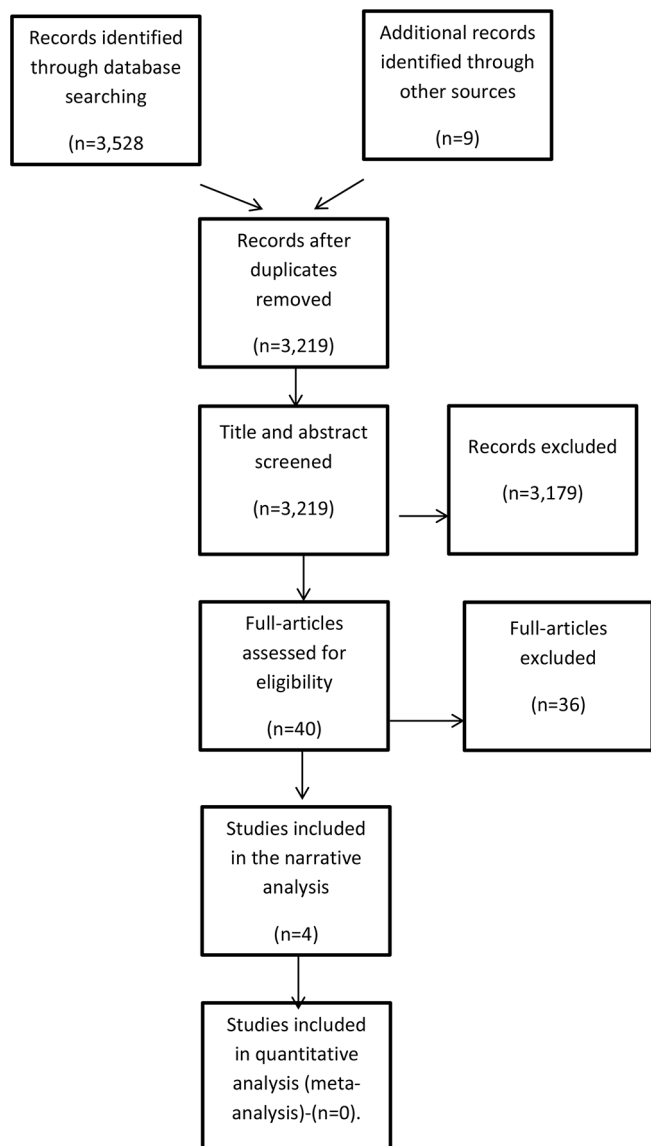 Records identified
through database
searching
(n=3,528
Additional records
identified through
other sources
(n=9)
Records after
duplicates
removed
(n=3,219)
Title and abstract
screened
(n=3,219)
Records excluded
(n=3,179)
Full-articles
assessed for
eligibility
(n=40)
Full-articles
excluded
(n=36)
Studies included
in the narrative
analysis
(n=4)
Studies included
in quantitative
analysis (meta-
analysis)-(n=0).